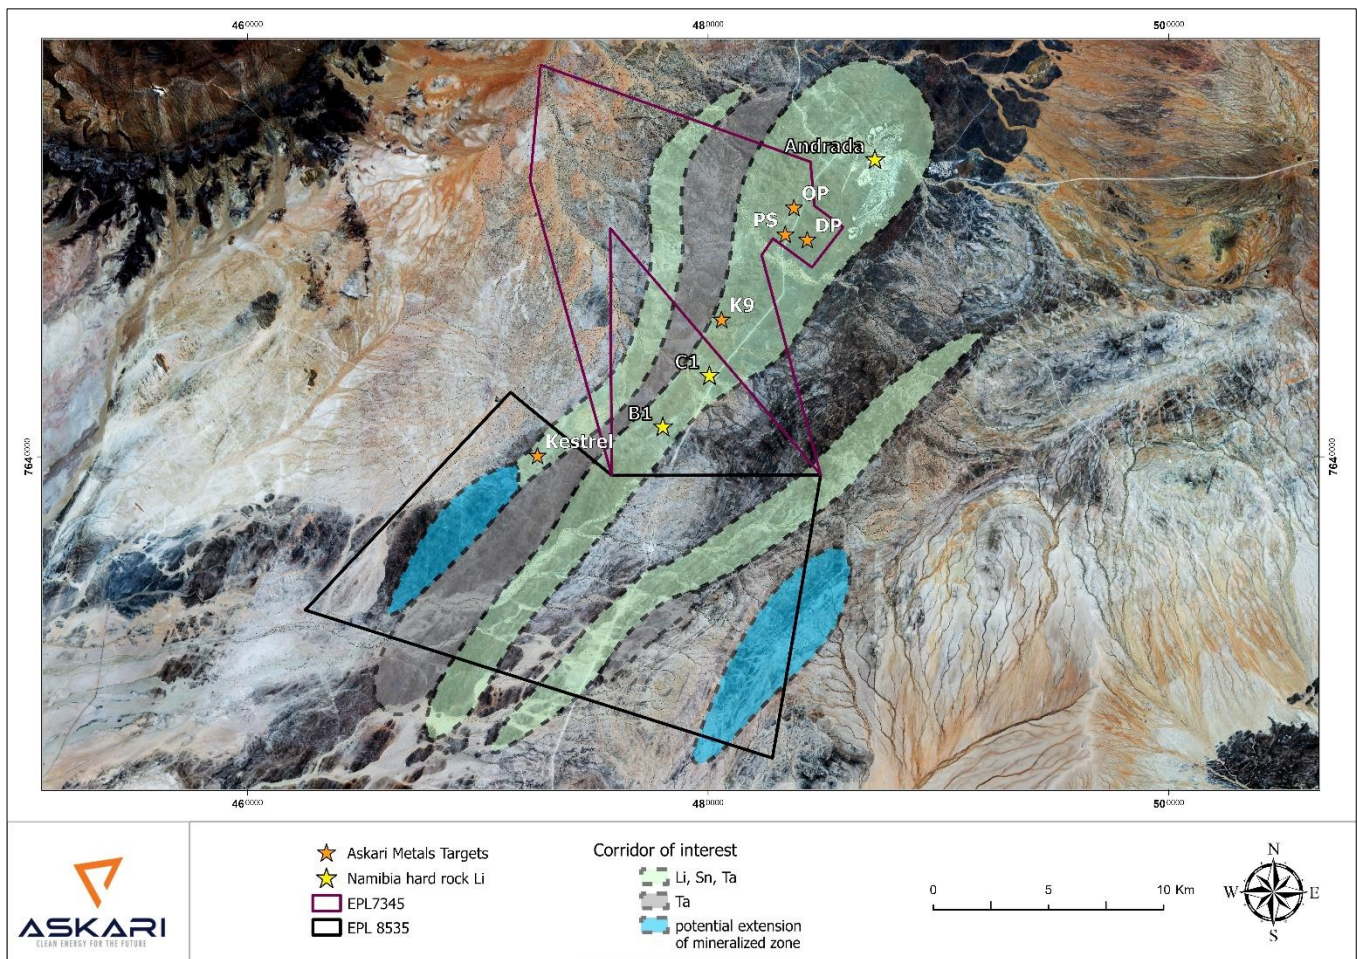 46⁰⁰⁰⁰ 48⁰⁰⁰⁰ 50⁰⁰⁰⁰
Andrada
OP
PS DP
K9
C1
B1
Kestrel
764⁰⁰⁰⁰ 764⁰⁰⁰⁰
46⁰⁰⁰⁰ 48⁰⁰⁰⁰ 50⁰⁰⁰⁰
ASKARI
CLEAN ENERGY FOR THE FUTURE
Askari Metals Targets
Namibia hard rock Li
EPL7345
EPL 8535
Corridor of interest
Li, Sn, Ta
Ta
potential extension
of mineralized zone
0 5 10 Km
N
W E
S